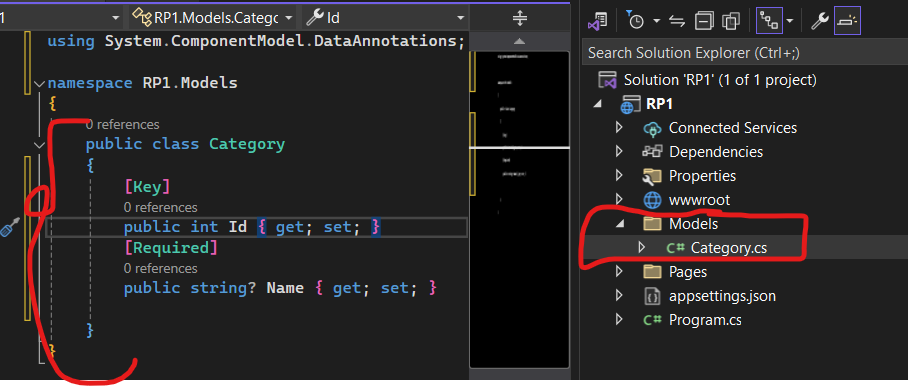 RP1.Models.Catego
Id
using System.ComponentModel.DataAnnotations;
namespace RP1.Models
{
0 references
public class Category
{
[Key]
0 references
public int Id { get; set; }
[Required]
0 references
public string? Name { get; set; }
}
}
Search Solution Explorer (Ctrl+;)
Solution 'RP1' (1 of 1 project)
RP1
Connected Services
Dependencies
Properties
wwwroot
Models
C# Category.cs
Pages
appsettings.json
C# Program.cs